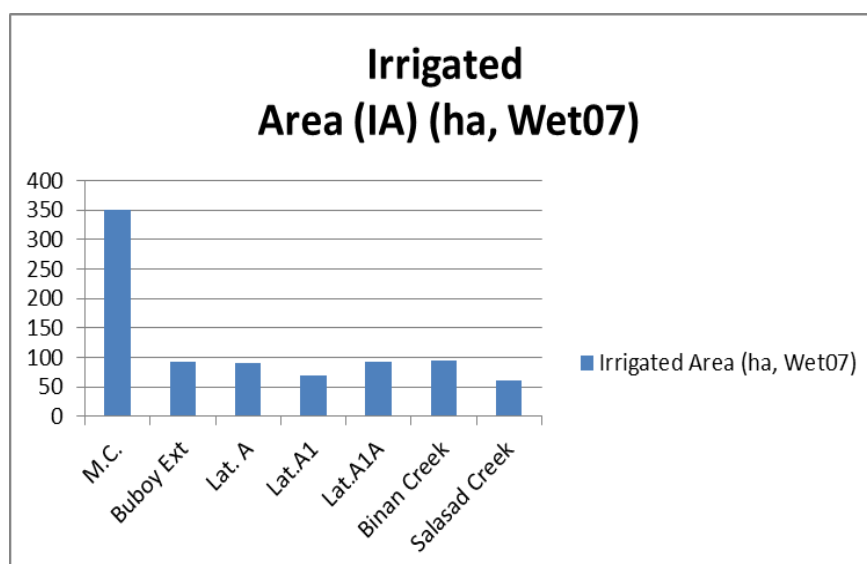 Irrigated
Area (IA) (ha, Wet07)
400
350
300
250
200
150
100
50
0
M.C.
Buboy Ext
Lat. A
Lat.A1
Lat.A1A
Binan Creek
Salasad Creek
Irrigated Area (ha, Wet07)